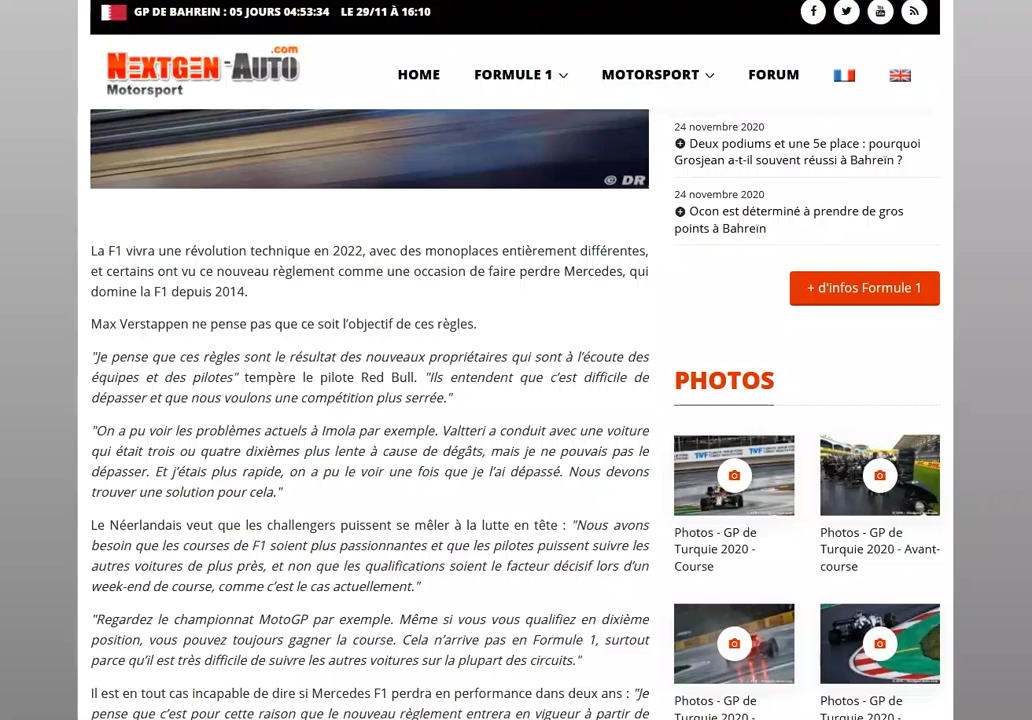 GP DE BAHREIN : 05 JOURS 04:53:34 LE 29/11 À 16:10
NEXTGEN-AUTO .com
Motorsport
HOME FORMULE 1 MOTORSPORT FORUM
© DR
La F1 vivra une révolution technique en 2022, avec des monoplaces entièrement différentes,
et certains ont vu ce nouveau règlement comme une occasion de faire perdre Mercedes, qui
domine la F1 depuis 2014.
Max Verstappen ne pense pas que ce soit l’objectif de ces règles.
"Je pense que ces règles sont le résultat des nouveaux propriétaires qui sont à l’écoute des
équipes et des pilotes" tempère le pilote Red Bull. "Ils entendent que c’est difficile de
dépasser et que nous voulons une compétition plus serrée."
"On a pu voir les problèmes actuels à Imola par exemple. Valtteri a conduit avec une voiture
qui était trois ou quatre dixièmes plus lente à cause de dégâts, mais je ne pouvais pas le
dépasser. Et j’étais plus rapide, on a pu le voir une fois que je l’ai dépassé. Nous devons
trouver une solution pour cela."
Le Néerlandais veut que les challengers puissent se mêler à la lutte en tête : "Nous avons
besoin que les courses de F1 soient plus passionnantes et que les pilotes puissent suivre les
autres voitures de plus près, et non que les qualifications soient le facteur décisif lors d’un
week-end de course, comme c’est le cas actuellement."
"Regardez le championnat MotoGP par exemple. Même si vous vous qualifiez en dixième
position, vous pouvez toujours gagner la course. Cela n’arrive pas en Formule 1, surtout
parce qu’il est très difficile de suivre les autres voitures sur la plupart des circuits."
Il est en tout cas incapable de dire si Mercedes F1 perdra en performance dans deux ans : "Je
pense que c’est pour cette raison que le nouveau règlement entrera en vigueur à partir de
24 novembre 2020
Deux podiums et une 5e place : pourquoi
Grosjean a-t-il souvent réussi à Bahreïn ?
24 novembre 2020
Ocon est déterminé à prendre de gros
points à Bahreïn
+ d'infos Formule 1
PHOTOS
Photos - GP de
Turquie 2020 -
Course
Photos - GP de
Turquie 2020 - Avant-
course
Photos - GP de
Turquie 2020 -
Photos - GP de
Turquie 2020 -